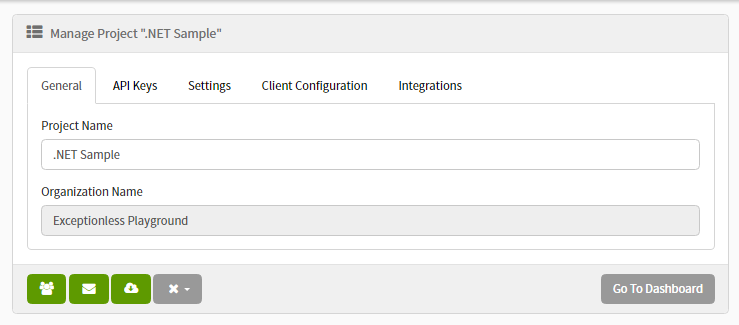 Manage Project ".NET Sample"
General API Keys Settings Client Configuration Integrations
Project Name
.NET Sample
Organization Name
Exceptionless Playground
Go To Dashboard